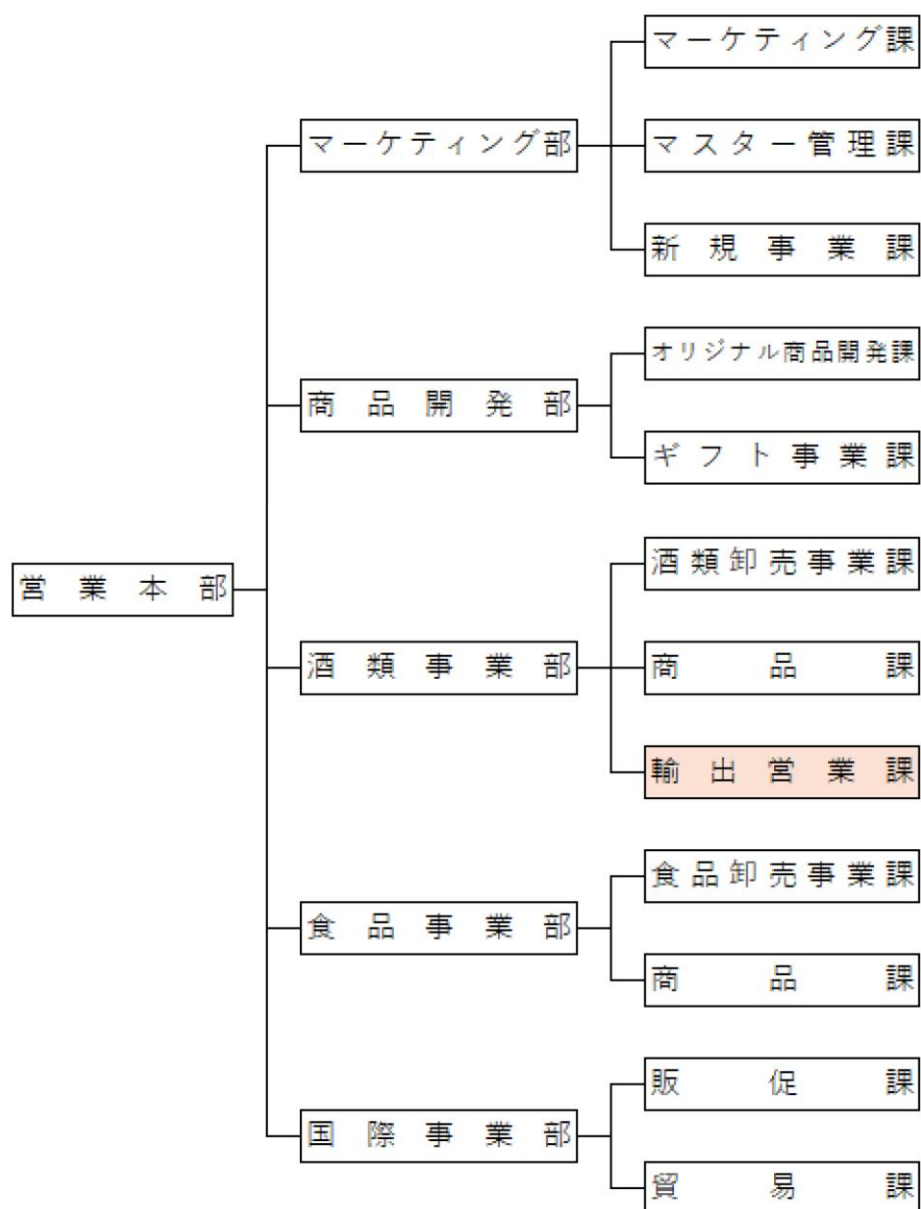 営業本部
マーケティング部
マーケティング課
マスター管理課
新規事業課
商品開発部
オリジナル商品開発課
ギフト事業課
酒類事業部
酒類卸売事業課
商品課
輸出営業課
食品事業部
食品卸売事業課
商品課
国際事業部
販促課
貿易課